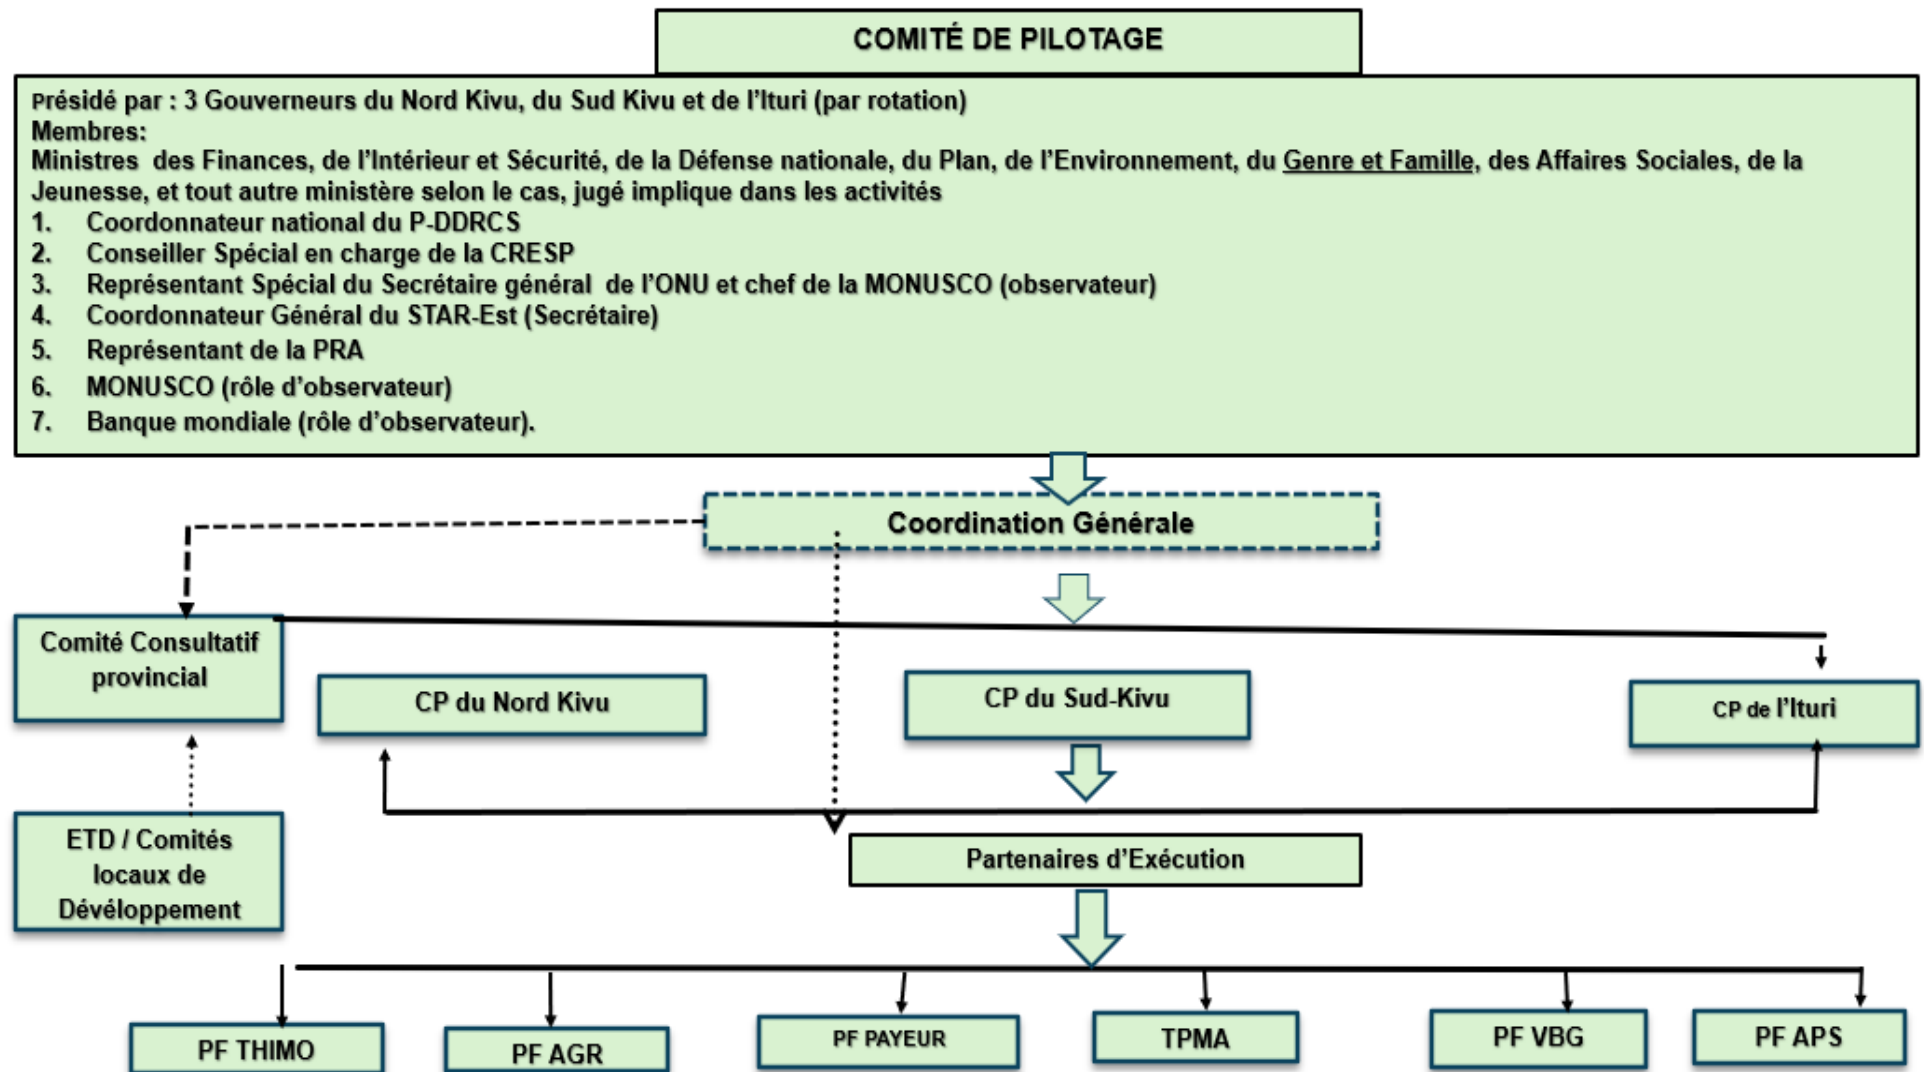 COMITÉ DE PILOTAGE
Présidé par : 3 Gouverneurs du Nord Kivu, du Sud Kivu et de l'Ituri (par rotation)
Membres:
Ministres des Finances, de l'Intérieur et Sécurité, de la Défense nationale, du Plan, de l'Environnement, du Genre et Famille, des Affaires Sociales, de la
Jeunesse, et tout autre ministère selon le cas, jugé implique dans les activités
1. Coordonnateur national du P-DDRCS
2. Conseiller Spécial en charge de la CRESP
3. Représentant Spécial du Secrétaire général de l'ONU et chef de la MONUSCO (observateur)
4. Coordonnateur Général du STAR-Est (Secrétaire)
5. Représentant de la PRA
6. MONUSCO (rôle d'observateur)
7. Banque mondiale (rôle d'observateur).
Coordination Générale
Comité Consultatif
provincial
CP du Nord Kivu
CP du Sud-Kivu
CP de l'Ituri
ETD / Comités
locaux de
Dévéloppement
Partenaires d'Exécution
PF THIMO
PF AGR
PF PAYEUR
TPMA
PF VBG
PF APS